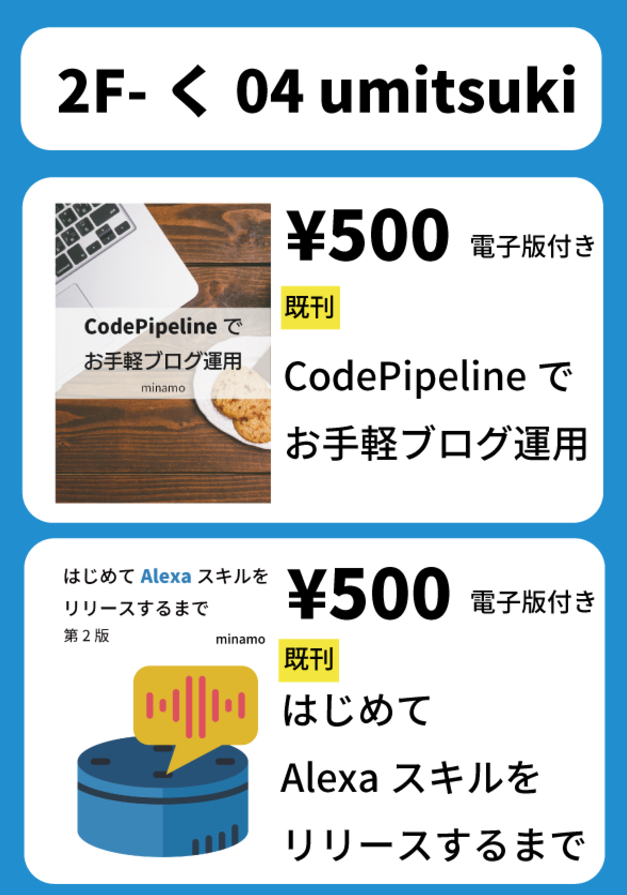 2F- く 04 umitsuki
CodePipeline で
お手軽ブログ運用
minamo
¥500 電子版付き
既刊
CodePipeline で
お手軽ブログ運用
はじめて Alexa スキルを
リリースするまで
第 2 版 minamo
¥500 電子版付き
既刊
はじめて
Alexa スキルを
リリースするまで